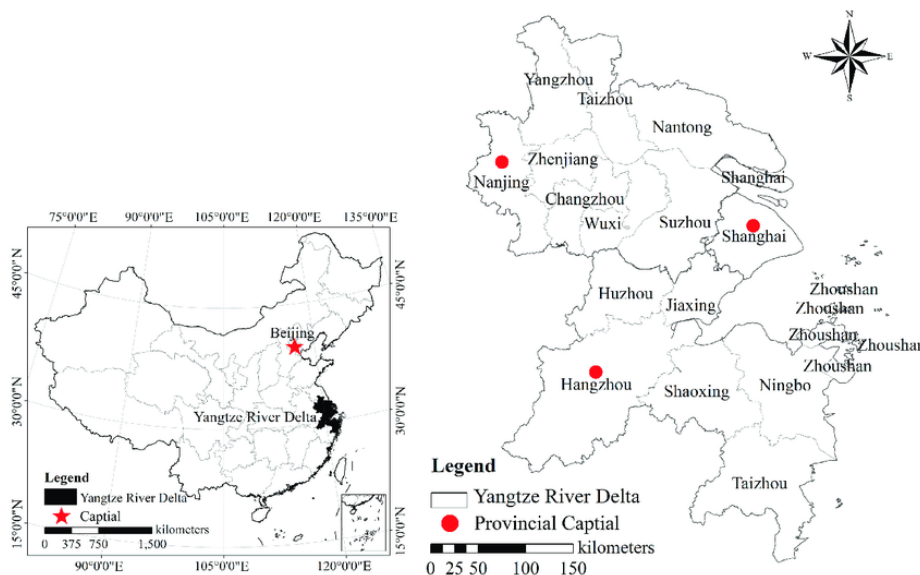 75°0'0"E 90°0'0"E 105°0'0"E 120°0'0"E 135°0'0"E
45°0'0"N
30°0'0"N
15°0'0"N
45°0'0"N
30°0'0"N
15°0'0"N
Beijing
Yangtze River Delta
Legend
Yangtze River Delta
Captial
kilometers
0 375 750 1,500
90°0'0"E 105°0'0"E 120°0'0"E
N
W E
S
Yangzhou
Taizhou
Nantong
Zhenjiang
Shanghai
Nanjing
Changzhou
Wuxi
Suzhou
Shanghai
Huzhou
Jiaxing
Zhoushan
Zhoushan
Zhoushan
Zhoushan
Zhoushan
Hangzhou
Shaoxing
Ningbo
Taizhou
Legend
Yangtze River Delta
Provincial Captial
kilometers
0 25 50 100 150